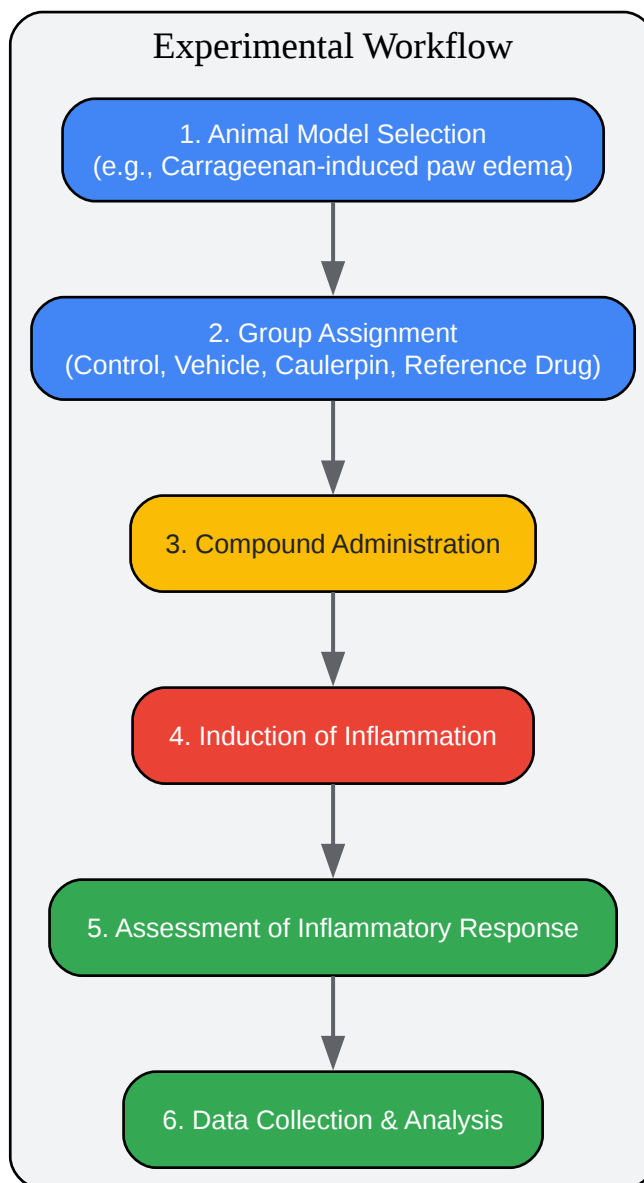 Experimental Workflow
1. Animal Model Selection
(e.g., Carrageenan-induced paw edema)
2. Group Assignment
(Control, Vehicle, Caulerpin, Reference Drug)
3. Compound Administration
4. Induction of Inflammation
5. Assessment of Inflammatory Response
6. Data Collection & Analysis